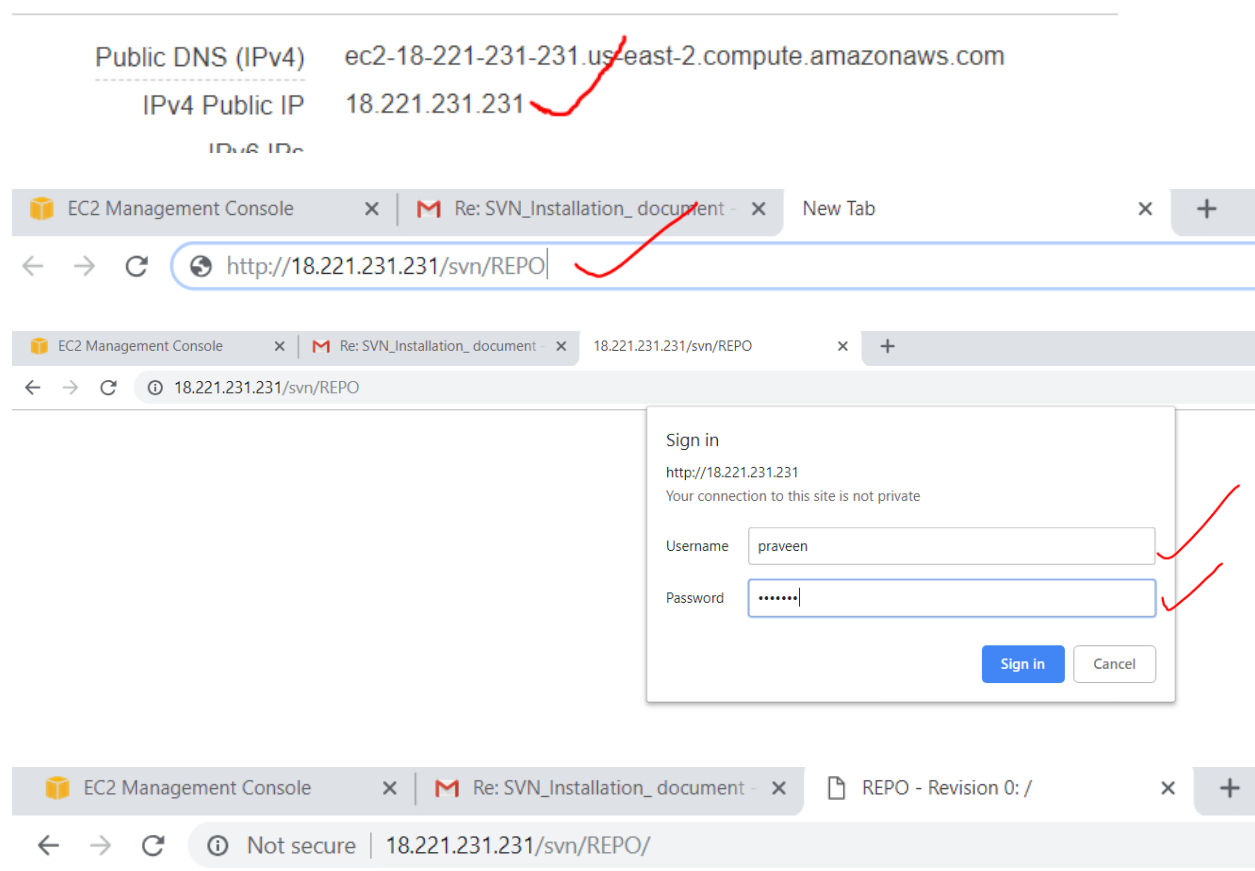 Public DNS (IPv4) ec2-18-221-231-231.us-east-2.compute.amazonaws.com
IPv4 Public IP 18.221.231.231
IPv6 IPs
EC2 Management Console Re: SVN_Installation_ document - New Tab
http://18.221.231.231/svn/REPO
EC2 Management Console Re: SVN_Installation_ document - 18.221.231.231/svn/REPO
18.221.231.231/svn/REPO
Sign in
http://18.221.231.231
Your connection to this site is not private
Username praveen
Password •••••••
Sign in Cancel
EC2 Management Console Re: SVN_Installation_ document - REPO - Revision 0: /
Not secure 18.221.231.231/svn/REPO/